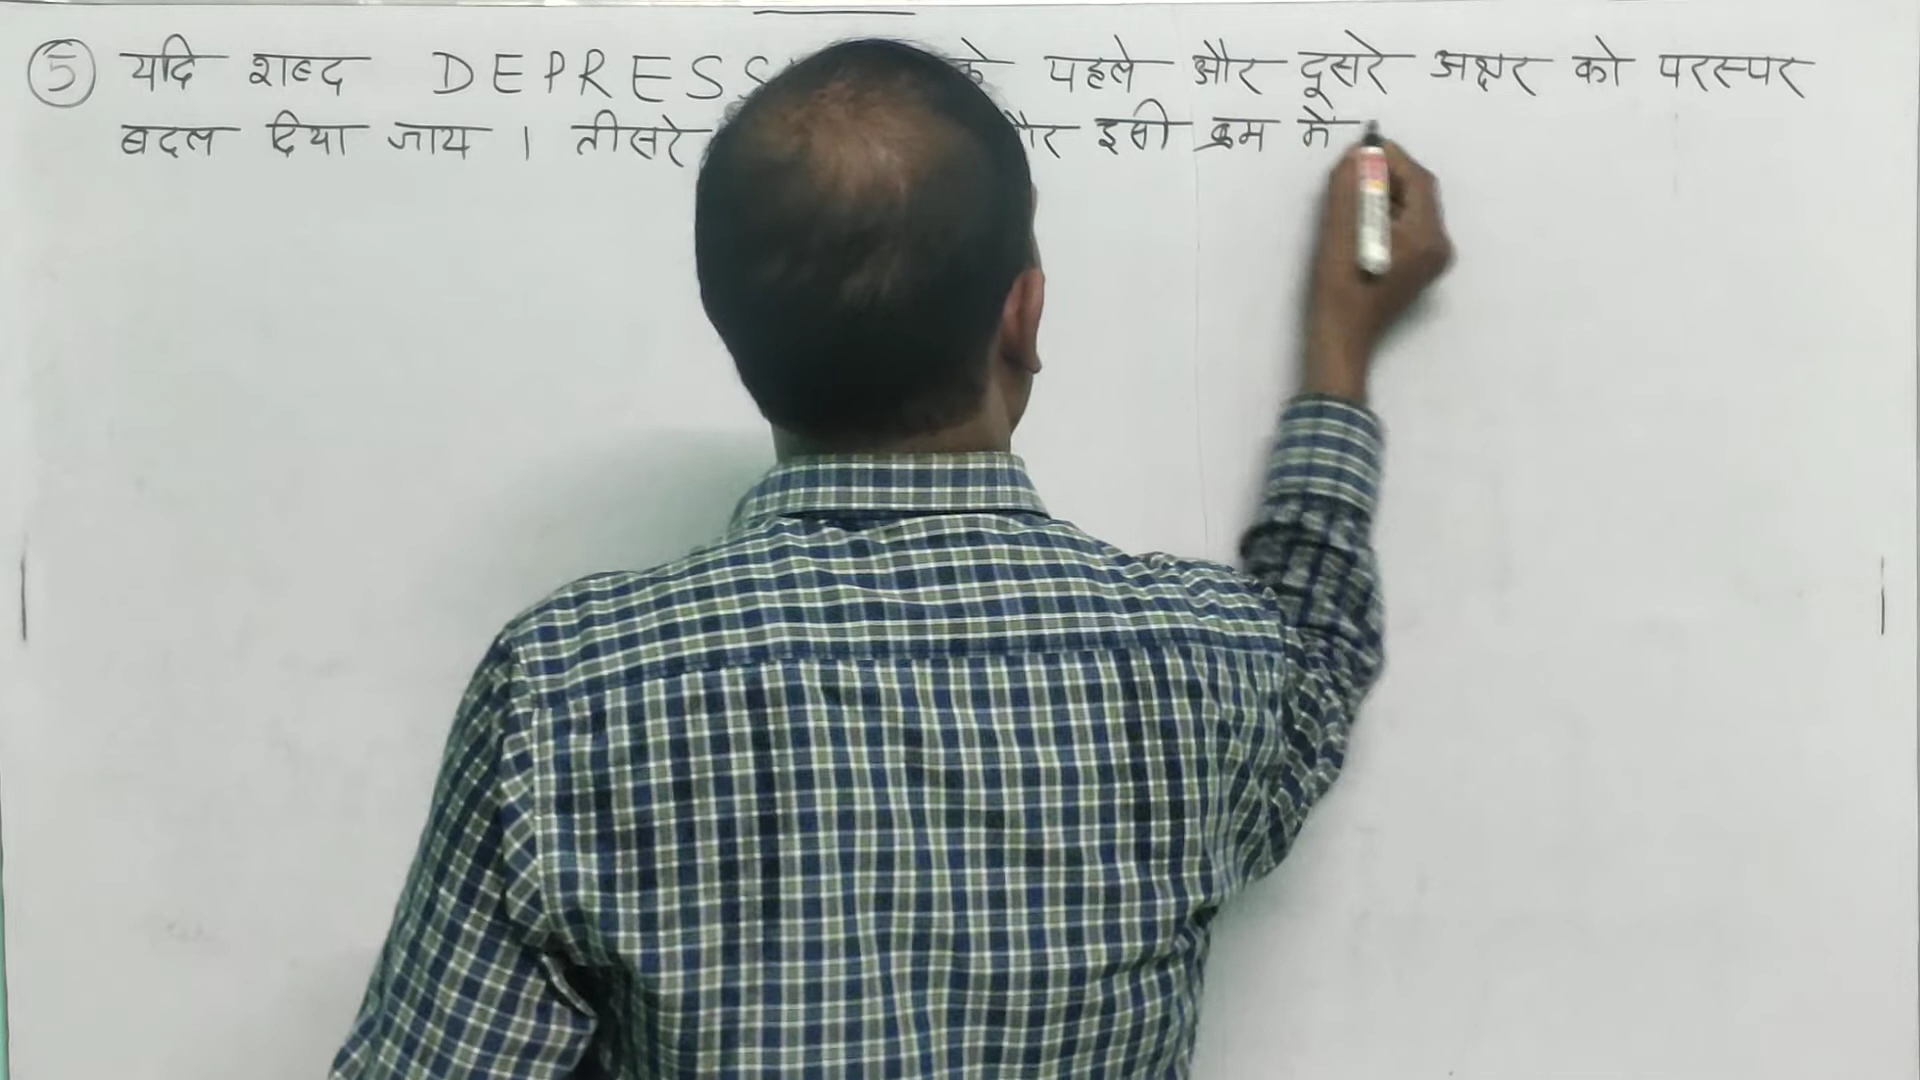 ⑤ यदि शब्द DEPRESS के पहले और दूसरे अक्षर को परस्पर
बदल दिया जाय । तीसरे और इसी क्रम में